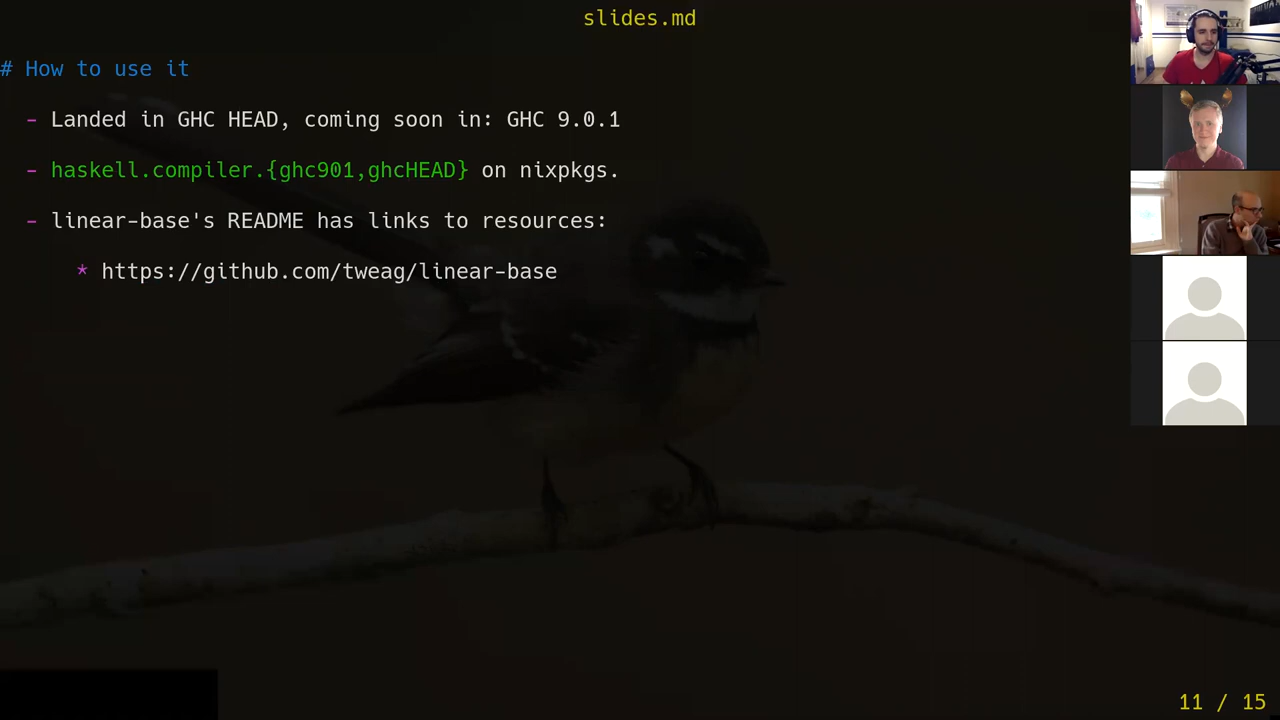 slides.md
# How to use it
- Landed in GHC HEAD, coming soon in: GHC 9.0.1
- haskell.compiler.{ghc901,ghcHEAD} on nixpkgs.
- linear-base's README has links to resources:
* https://github.com/tweag/linear-base
11 / 15